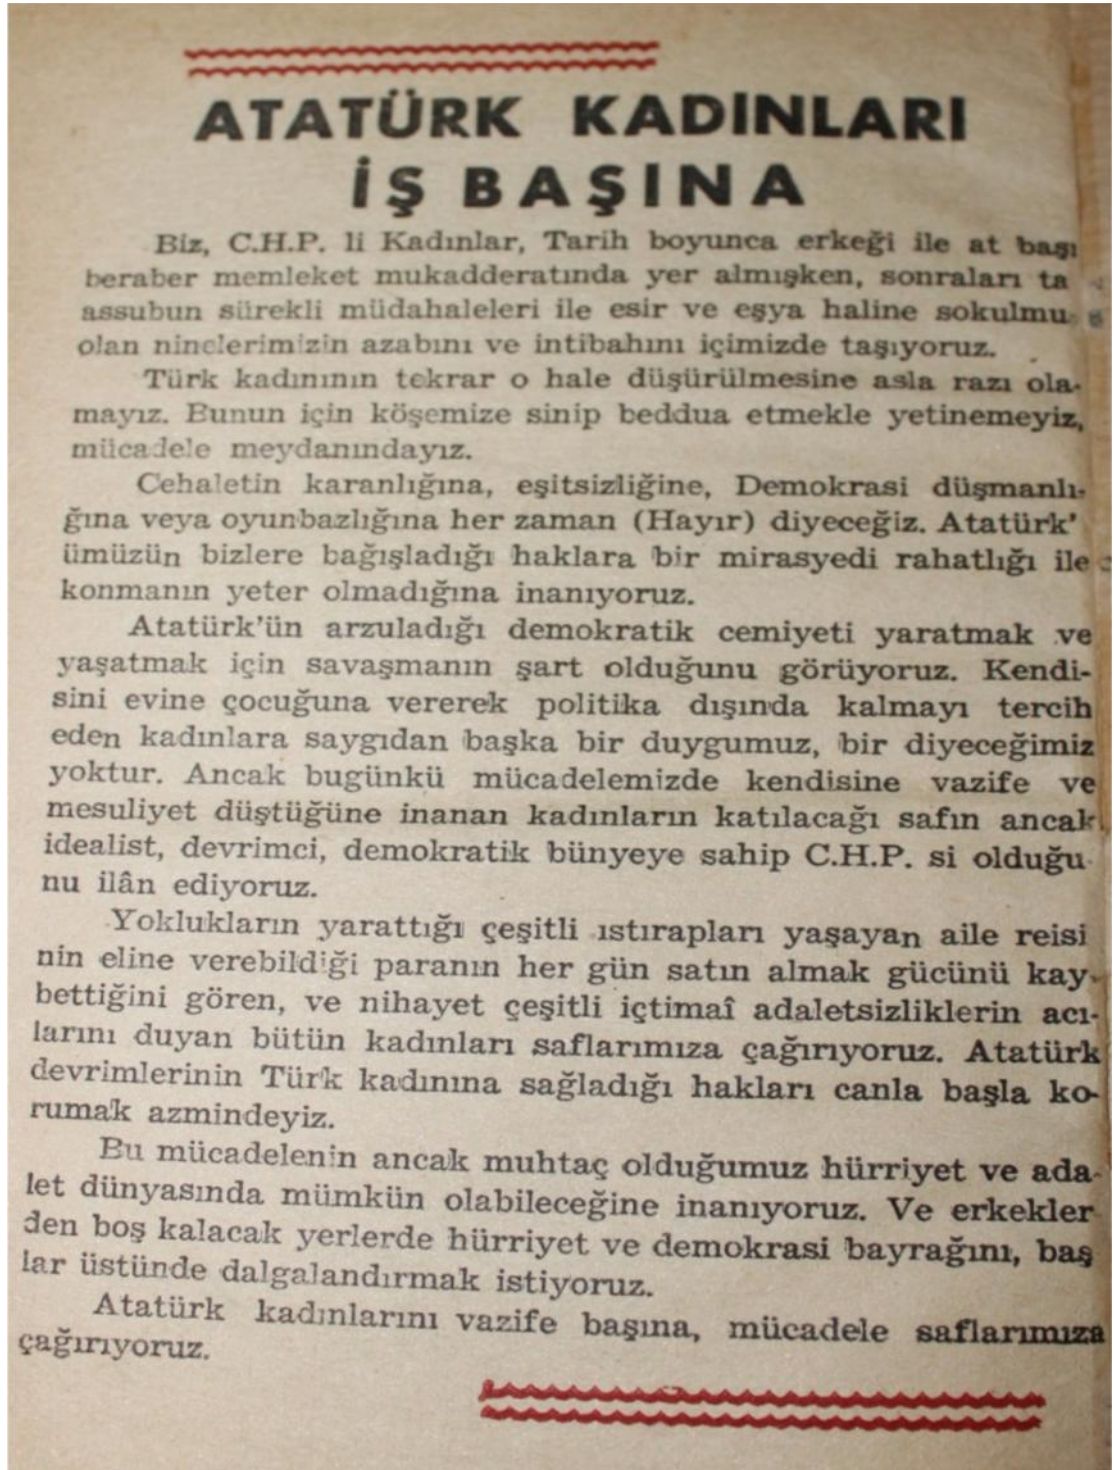 ATATÜRK KADINLARI
İŞ BAŞINA
Biz, C.H.P. li Kadınlar, Tarih boyunca erkeği ile at başı
beraber memleket mukadderatında yer almışken, sonraları ta
assubun sürekli müdahaleleri ile esir ve eşya haline sokulmu
olan ninelerimizin azabını ve intibahını içimizde taşıyoruz.
Türk kadınının tekrar o hale düşürülmesine asla razı ola-
mayız. Bunun için köşemize sinip beddua etmekle yetinemeyiz,
mücadele meydanındayız.
Cehaletin karanlığına, eşitsizliğine, Demokrasi düşmanlı-
ğına veya oyunbazlığına her zaman (Hayır) diyeceğiz. Atatürk'
ümüzün bizlere bağışladığı haklara bir mirasyedi rahatlığı ile
konmanın yeter olmadığına inanıyoruz.
Atatürk'ün arzuladığı demokratik cemiyeti yaratmak ve
yaşatmak için savaşmanın şart olduğunu görüyoruz. Kendi-
sini evine çocuğuna vererek politika dışında kalmayı tercih
eden kadınlara saygıdan başka bir duygumuz, bir diyeceğimiz
yoktur. Ancak bugünkü mücadelemizde kendisine vazife ve
mesuliyet düştüğüne inanan kadınların katılacağı safın ancak
idealist, devrimci, demokratik bünyeye sahip C.H.P. si olduğu
nu ilân ediyoruz.
Yoklukların yarattığı çeşitli ıstırapları yaşayan aile reisi
nin eline verebildiği paranın her gün satın almak gücünü kay-
bettiğini gören, ve nihayet çeşitli içtimaî adaletsizliklerin acı-
larını duyan bütün kadınları saflarımıza çağırıyoruz. Atatürk
devrimlerinin Türk kadınına sağladığı hakları canla başla ko-
rumak azmindeyiz.
Bu mücadelenin ancak muhtaç olduğumuz hürriyet ve ada-
let dünyasında mümkün olabileceğine inanıyoruz. Ve erkekler
den boş kalacak yerlerde hürriyet ve demokrasi bayrağını, baş
lar üstünde dalgalandırmak istiyoruz.
Atatürk kadınlarını vazife başına, mücadele saflarımıza
çağırıyoruz.